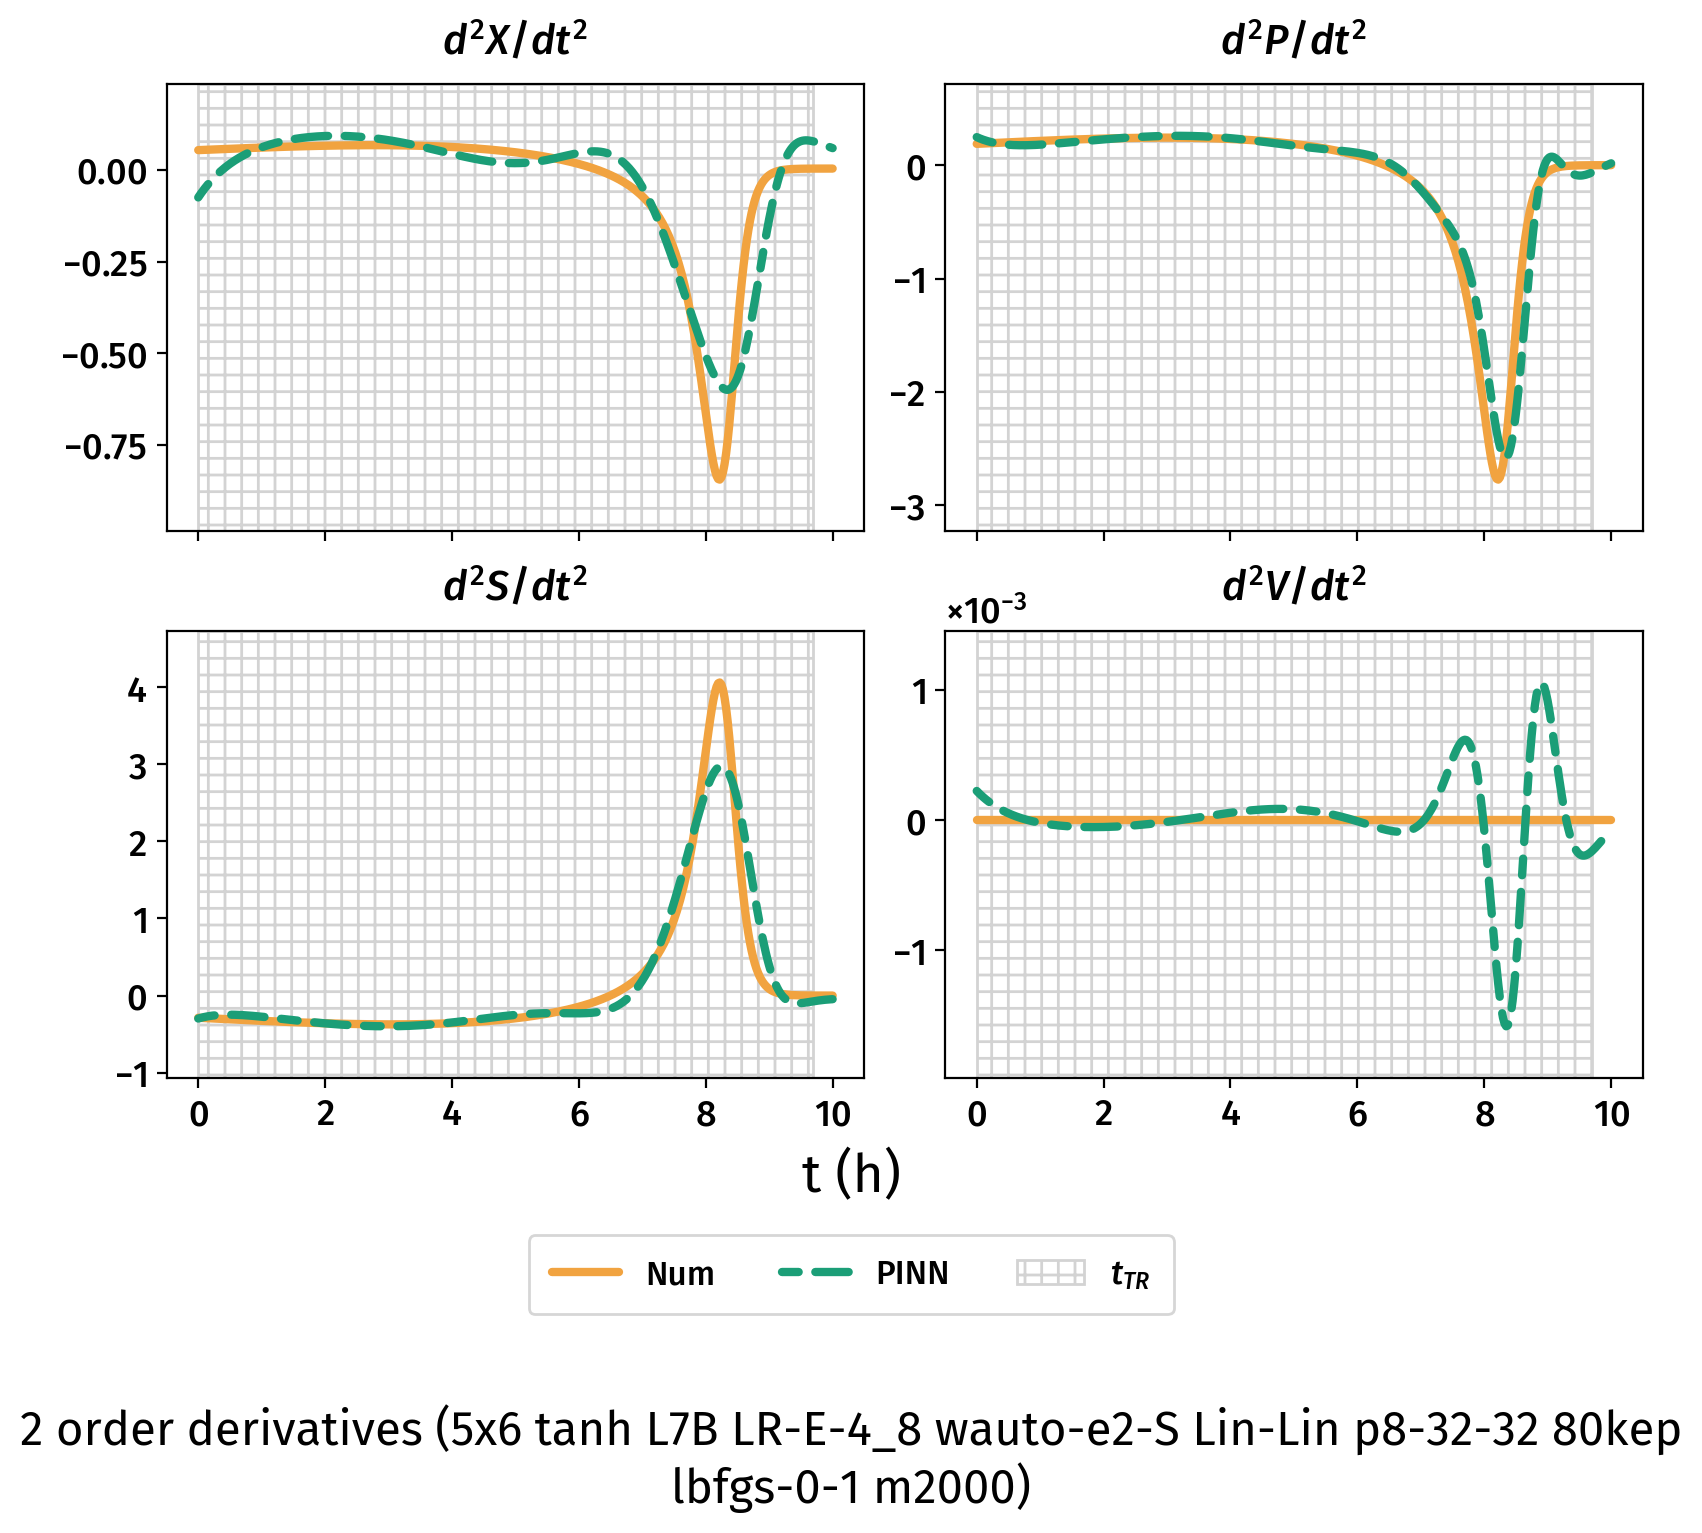 d²X/dt²
d²P/dt²
0.00
−0.25
−0.50
−0.75
0
−1
−2
−3
d²S/dt²
d²V/dt²
×10⁻³
4
3
2
1
0
−1
1
0
−1
0 2 4 6 8 10
0 2 4 6 8 10
t (h)
Num PINN t_TR
2 order derivatives (5x6 tanh L7B LR-E-4_8 wauto-e2-S Lin-Lin p8-32-32 80kep
lbfgs-0-1 m2000)